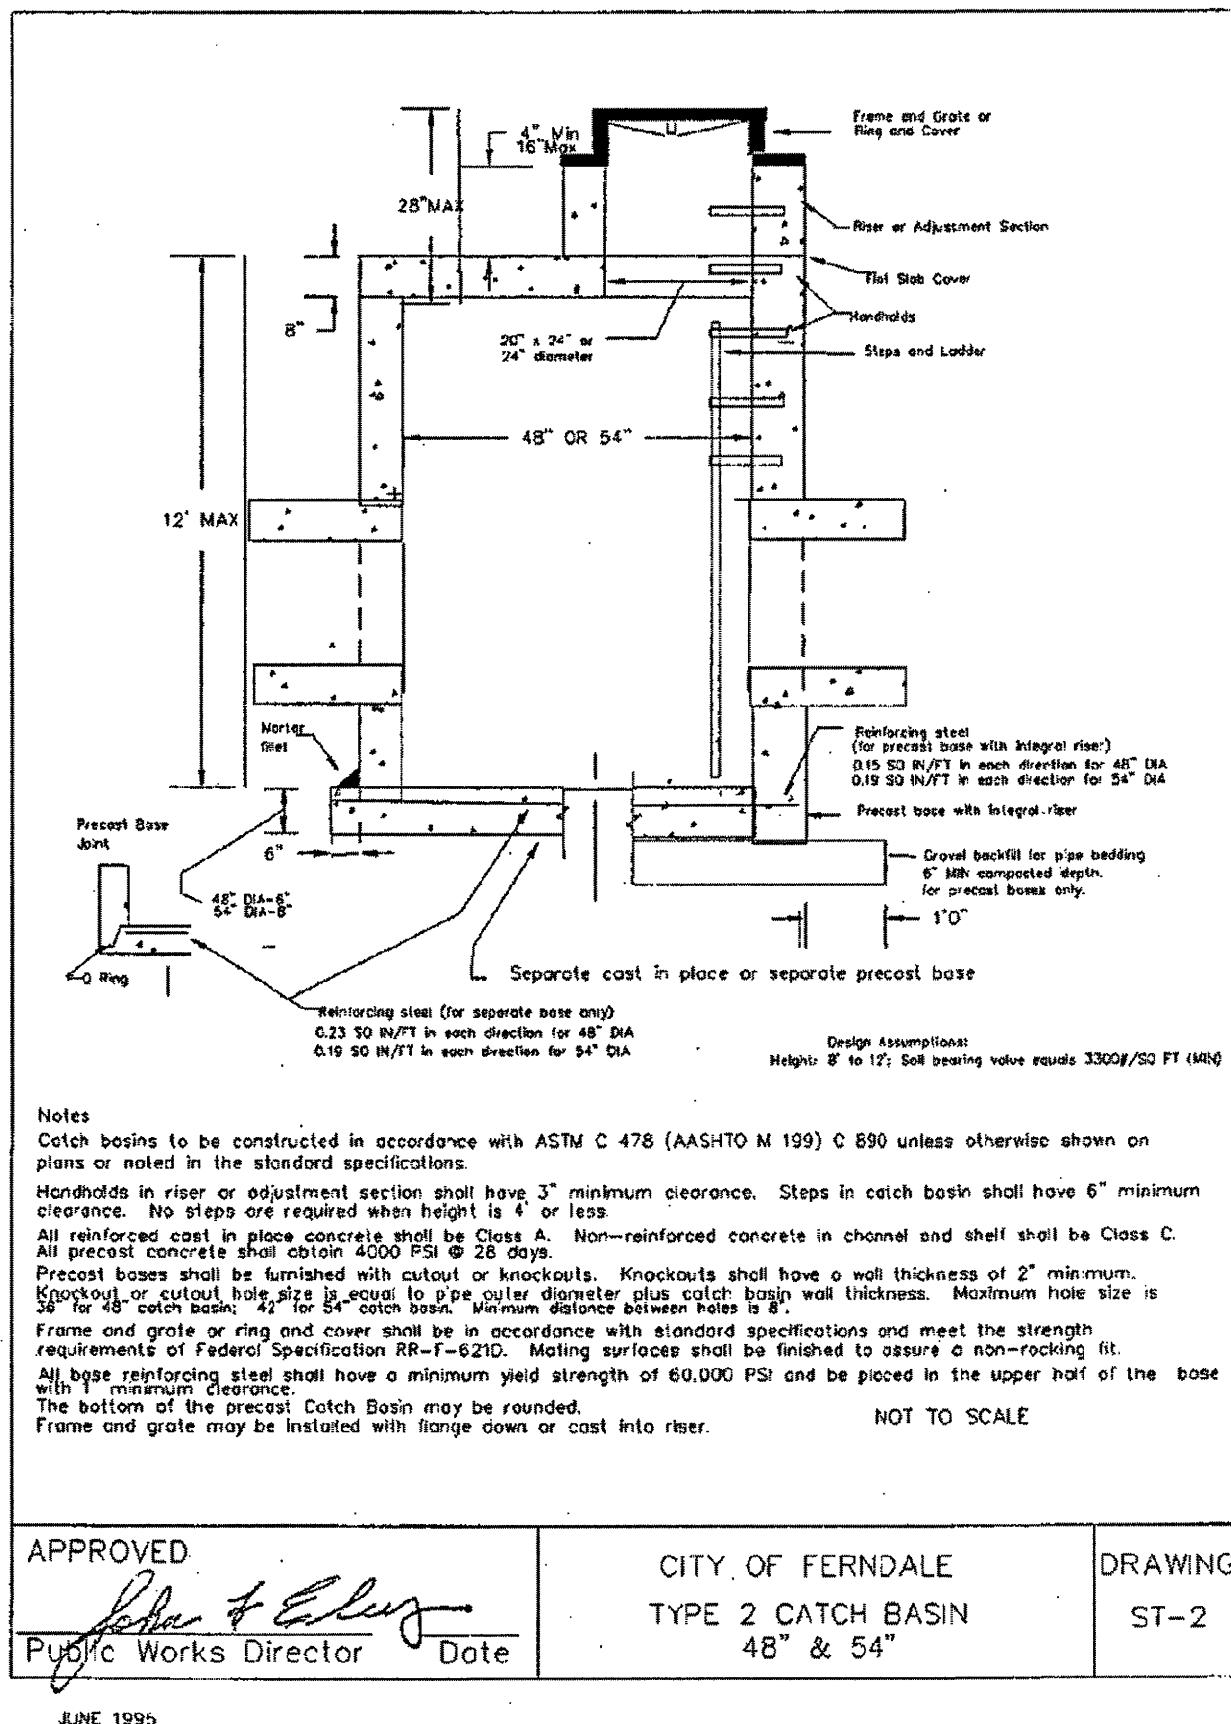 Frame and Grate or
Ring and Cover
4" Min
16" Max
28" MAX
Riser or Adjustment Section
Flat Slab Cover
8"
Handholds
20" x 24" or
24" diameter
Steps and Ladder
48" OR 54"
12' MAX
Mortar
fillet
Reinforcing steel
(for precast base with integral riser)
0.15 SQ IN/FT in each direction for 48" DIA
0.19 SQ IN/FT in each direction for 54" DIA
Precast base with integral riser
Precast Base
Joint
6"
Gravel backfill for pipe bedding
6" MIN compacted depth.
for precast bases only.
48" DIA-6"
54" DIA-8"
1'0"
O Ring
Separate cast in place or separate precast base
Reinforcing steel (for separate base only)
0.23 SQ IN/FT in each direction for 48" DIA
0.19 SQ IN/FT in each direction for 54" DIA
Design Assumptions:
Height: 8' to 12'; Soil bearing value equals 3300#/SQ FT (MIN)
Notes
Catch basins to be constructed in accordance with ASTM C 478 (AASHTO M 199) C 890 unless otherwise shown on
plans or noted in the standard specifications.
Handholds in riser or adjustment section shall have 3" minimum clearance. Steps in catch basin shall have 6" minimum
clearance. No steps are required when height is 4' or less.
All reinforced cast in place concrete shall be Class A. Non-reinforced concrete in channel and shelf shall be Class C.
All precast concrete shall obtain 4000 PSI @ 28 days.
Precast bases shall be furnished with cutout or knockouts. Knockouts shall have a wall thickness of 2" minimum.
Knockout or cutout hole size is equal to pipe outer diameter plus catch basin wall thickness. Maximum hole size is
36" for 48" catch basin; 42" for 54" catch basin. Minimum distance between holes is 8".
Frame and grate or ring and cover shall be in accordance with standard specifications and meet the strength
requirements of Federal Specification RR-F-621D. Mating surfaces shall be finished to assure a non-rocking fit.
All base reinforcing steel shall have a minimum yield strength of 60,000 PSI and be placed in the upper half of the base
with 1" minimum clearance.
The bottom of the precast Catch Basin may be rounded.
Frame and grate may be installed with flange down or cast into riser.
NOT TO SCALE
APPROVED
Public Works Director Date
CITY OF FERNDALE
TYPE 2 CATCH BASIN
48" & 54"
DRAWING
ST-2
JUNE 1995